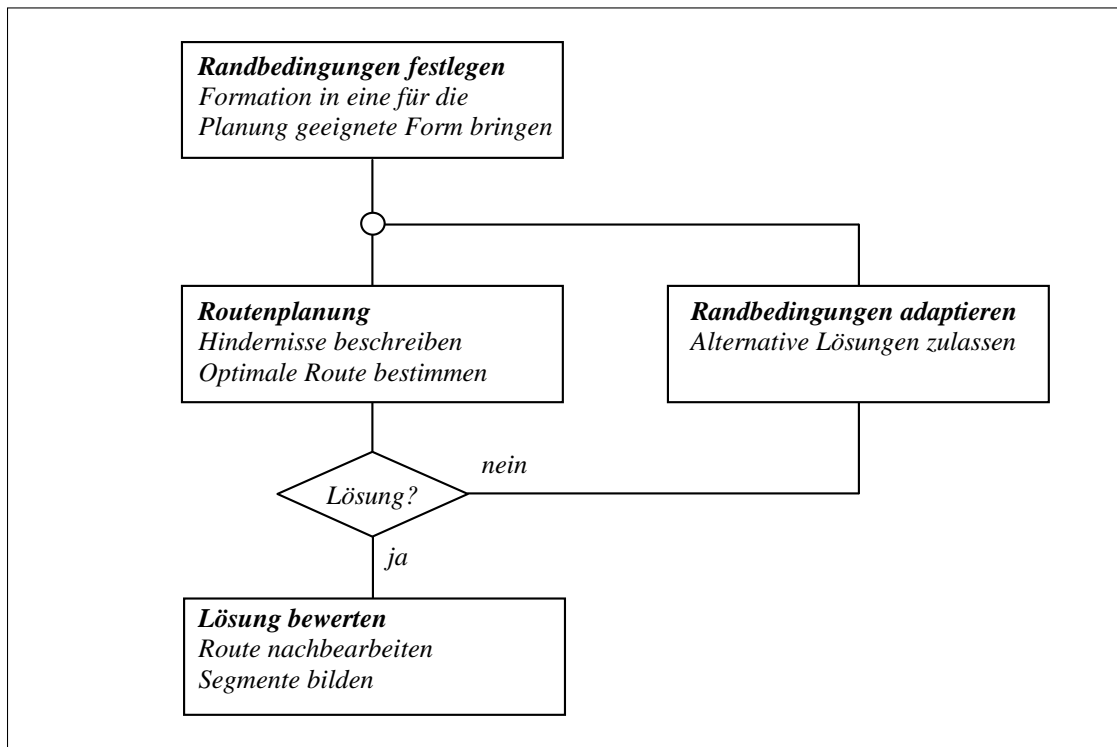 Randbedingungen festlegen
Formation in eine für die
Planung geeignete Form bringen
Routenplanung
Hindernisse beschreiben
Optimale Route bestimmen
Randbedingungen adaptieren
Alternative Lösungen zulassen
nein
Lösung?
ja
Lösung bewerten
Route nachbearbeiten
Segmente bilden